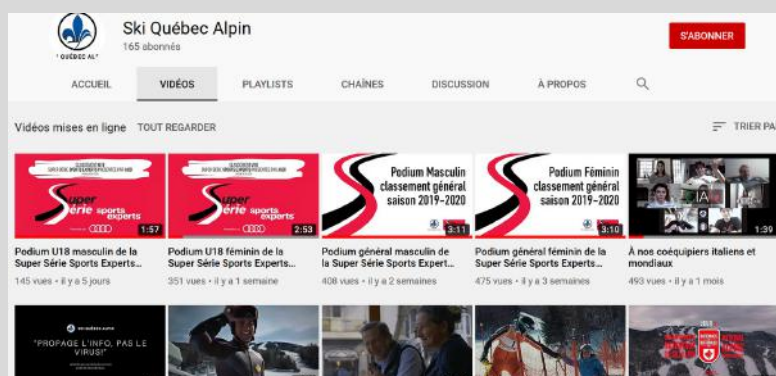 Ski Québec Alpin
165 abonnés
S'ABONNER
ACCUEIL VIDÉOS PLAYLISTS CHAÎNES DISCUSSION À PROPOS
Vidéos mises en ligne TOUT REGARDER TRIER PA
Super
Série sports
experts
Audi
1:57
Super
Série sports
experts
Audi
2:53
Podium Masculin
classement général
saison 2019-2020
3:11
Podium Féminin
classement général
saison 2019-2020
3:10
1:39
Podium U18 masculin de la
Super Série Sports Experts...
145 vues • il y a 5 jours
Podium U18 féminin de la
Super Série Sports Experts...
351 vues • il y a 1 semaine
Podium général masculin de
la Super Série Sports Expert...
408 vues • il y a 2 semaines
Podium général féminin de la
Super Série Sports Experts...
475 vues • il y a 3 semaines
À nos coéquipiers italiens et
mondiaux
493 vues • il y a 1 mois
SKI QUÉBEC ALPIN
"PROPAGE L'INFO, PAS LE
VIRUS!"